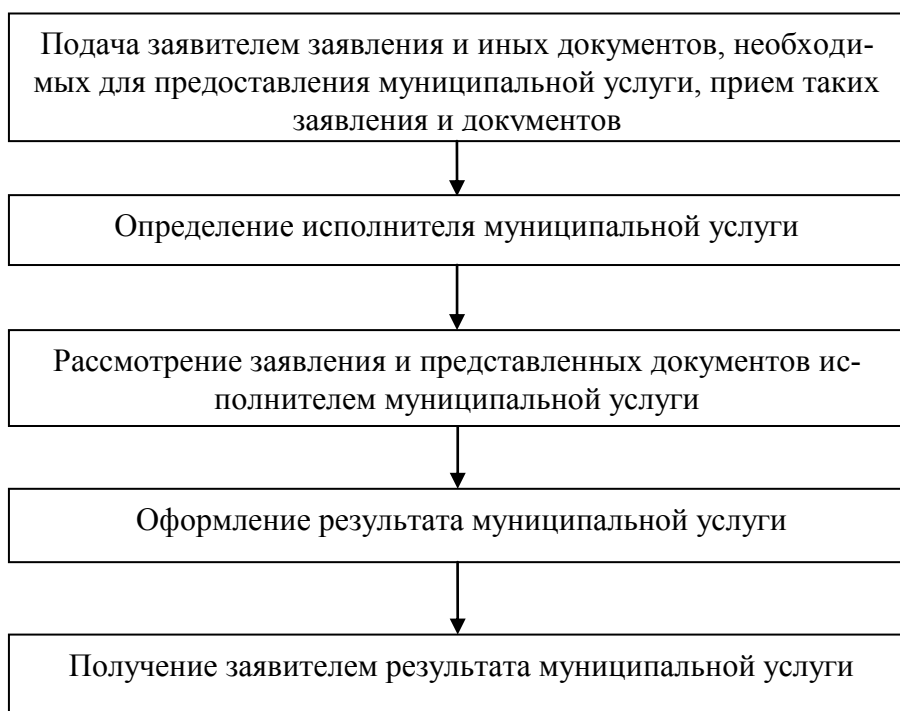 Подача заявителем заявления и иных документов, необходи-
мых для предоставления муниципальной услуги, прием таких
заявления и документов
Определение исполнителя муниципальной услуги
Рассмотрение заявления и представленных документов ис-
полнителем муниципальной услуги
Оформление результата муниципальной услуги
Получение заявителем результата муниципальной услуги